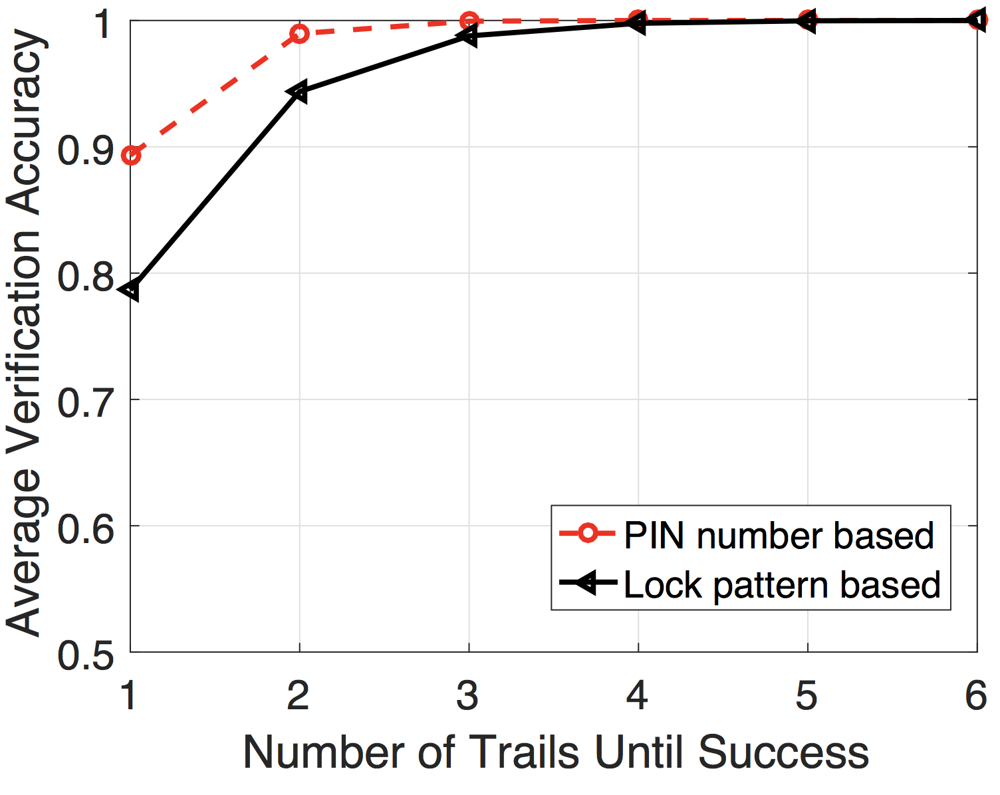 1
0.9
0.8
0.7
0.6
0.5
Average Verification Accuracy
PIN number based
Lock pattern based
1 2 3 4 5 6
Number of Trails Until Success